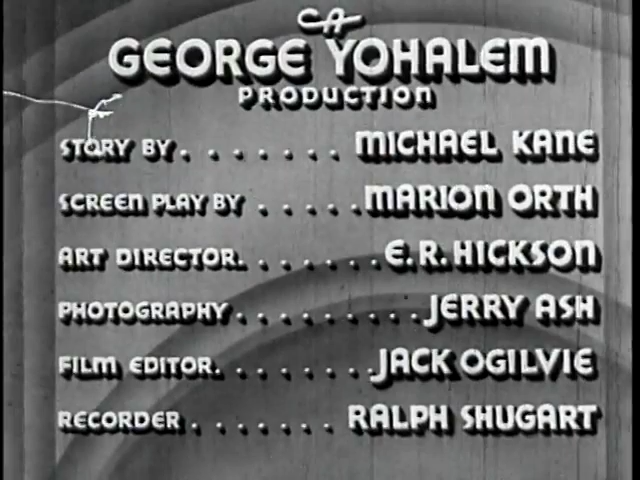 A
GEORGE YOHALEM
PRODUCTION
STORY BY. . . . . . . MICHAEL KANE
SCREEN PLAY BY . . . . . MARION ORTH
ART DIRECTOR. . . . . . . E.R.HICKSON
PHOTOGRAPHY. . . . . . . . . . JERRY ASH
FILM EDITOR. . . . . . . . JACK OGILVIE
RECORDER . . . . . . . RALPH SHUGART